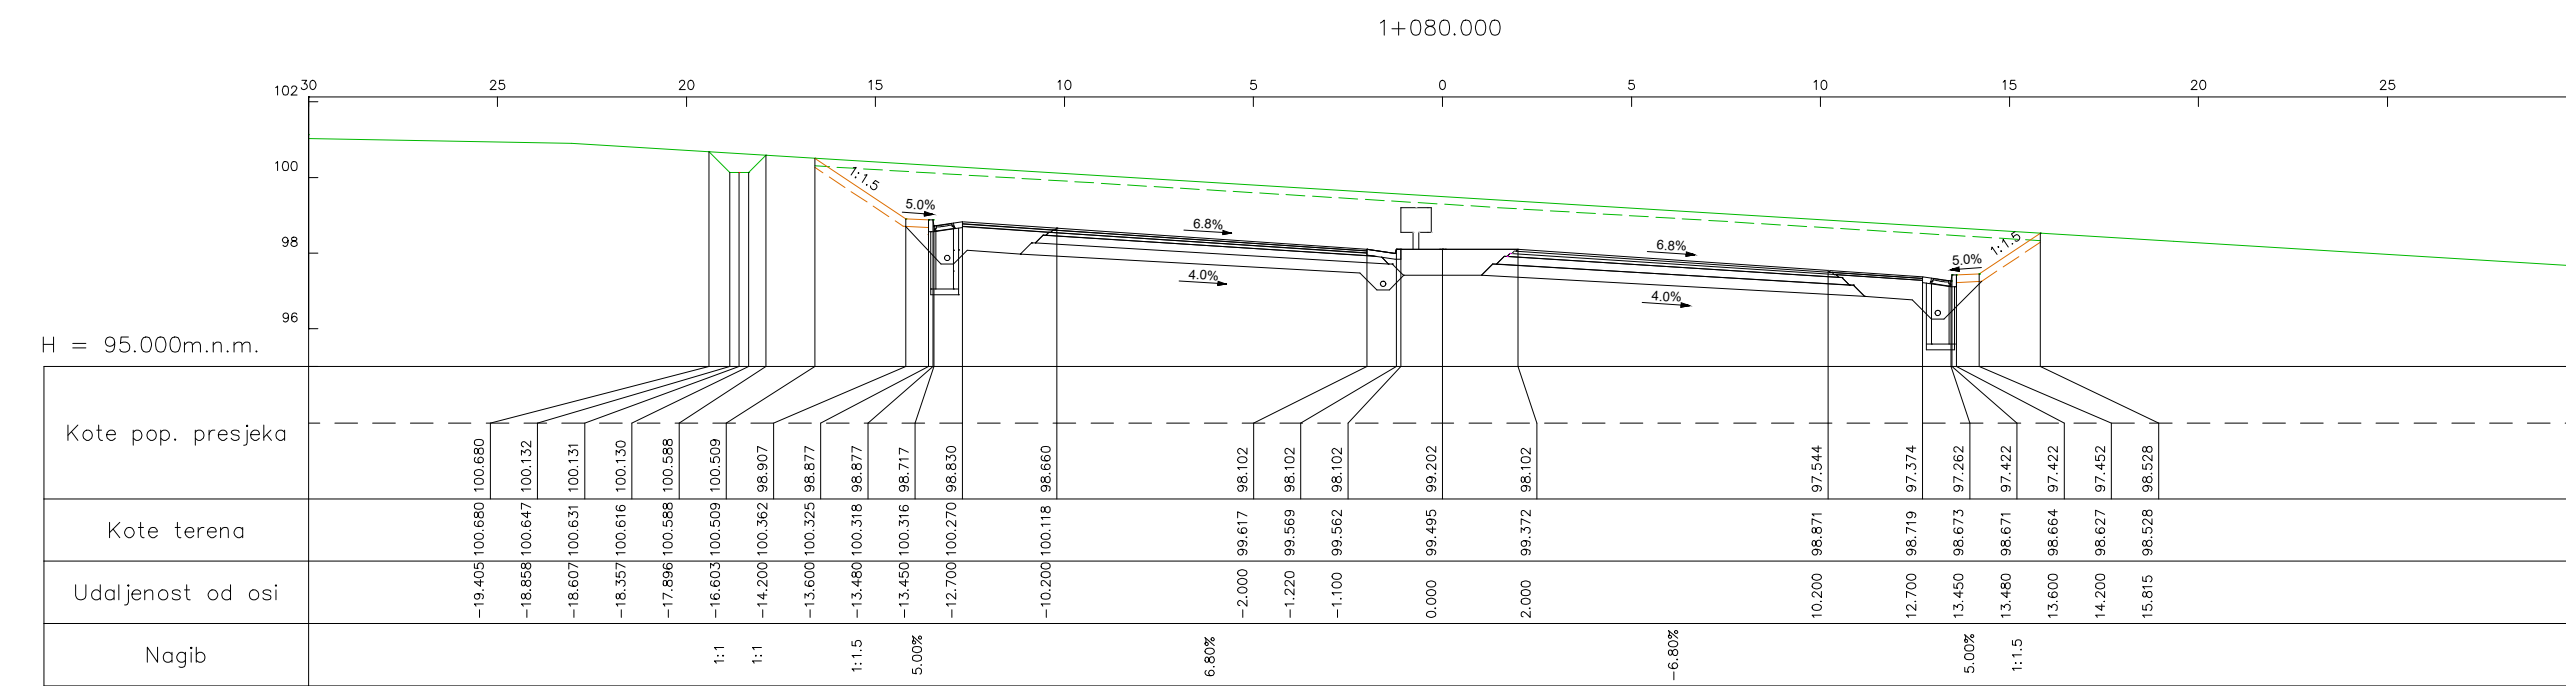 1+080.000
30 25 20 15 10 5 0 5 10 15 20 25
102
100
98
96
1:1.5
5.0%
6.8%
4.0%
6.8%
4.0%
5.0%
1:1.5
H = 95.000m.n.m.
Kote pop. presjeka 100.680 100.132 100.131 100.130 100.588 100.509 98.907 98.877 98.877 98.717 98.830 98.660 98.102 98.102 98.102 99.202 98.102 97.544 97.374 97.262 97.422 97.422 97.452 98.528
Kote terena 100.680 100.647 100.631 100.616 100.588 100.509 100.362 100.325 100.318 100.316 100.270 100.118 99.617 99.569 99.562 99.495 99.372 98.871 98.719 98.673 98.671 98.664 98.627 98.528
Udaljenost od osi -19.405 -18.858 -18.607 -18.357 -17.896 -16.603 -14.200 -13.600 -13.480 -13.450 -12.700 -10.200 -2.000 -1.220 -1.100 0.000 2.000 10.200 12.700 13.450 13.480 13.600 14.200 15.815
Nagib 1:1 1:1 1:1.5 5.00% 6.80% -6.80% 5.00% 1:1.5